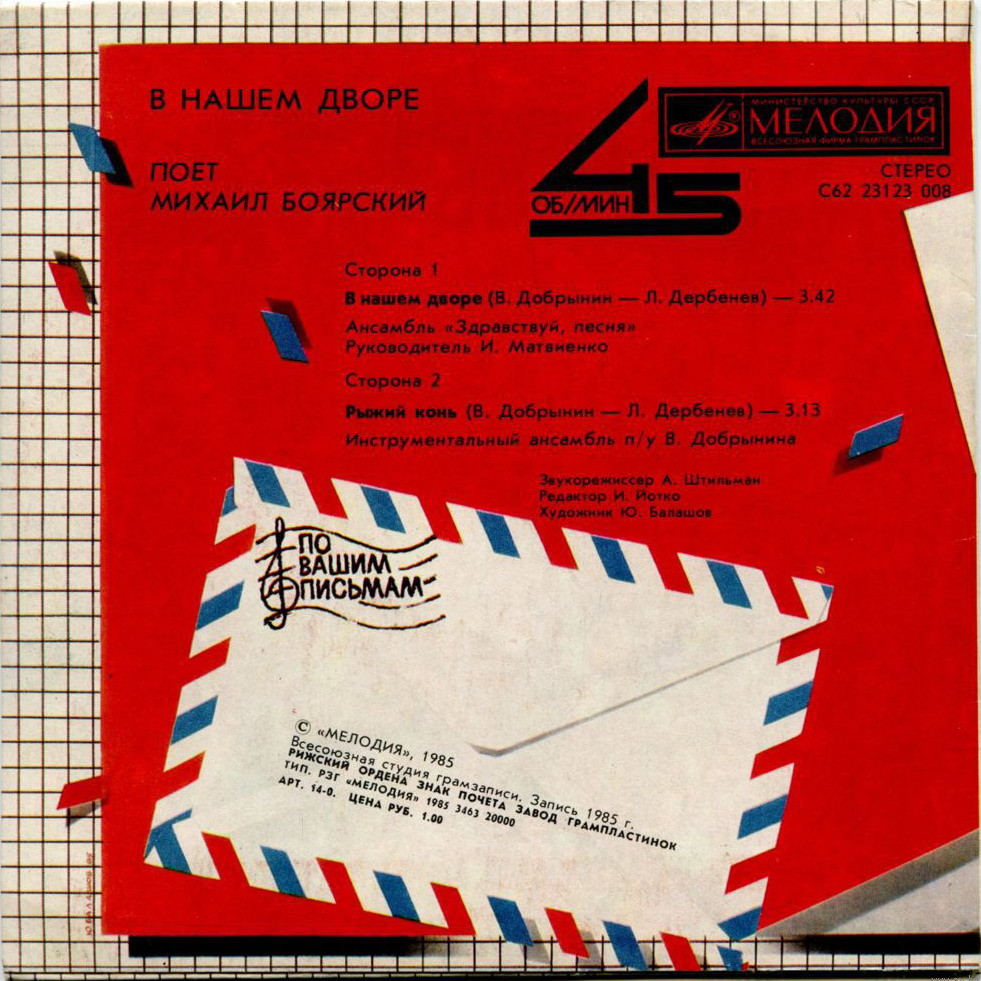 В НАШЕМ ДВОРЕ
ПОЕТ
МИХАИЛ БОЯРСКИЙ
45
ОБ/МИН
МИНИСТЕРСТВО КУЛЬТУРЫ СССР
МЕЛОДИЯ
ВСЕСОЮЗНАЯ ФИРМА ГРАМПЛАСТИНОК
СТЕРЕО
С62 23123 008
Сторона 1
В нашем дворе (В. Добрынин — Л. Дербенев) — 3.42
Ансамбль «Здравствуй, песня»
Руководитель И. Матвиенко
Сторона 2
Рыжий конь (В. Добрынин — Л. Дербенев) — 3.13
Инструментальный ансамбль п/у В. Добрынина
Звукорежиссер А. Штильман
Редактор И. Йотко
Художник Ю. Балашов
ПО
ВАШИМ
ПИСЬМАМ
© «МЕЛОДИЯ», 1985
Всесоюзная студия грамзаписи. Запись 1985 г.
РИЖСКИЙ ОРДЕНА ЗНАК ПОЧЕТА ЗАВОД ГРАМПЛАСТИНОК
ТИП. РЗГ «МЕЛОДИЯ» 1985 3463 20000
АРТ. 14-0. ЦЕНА РУБ. 1.00